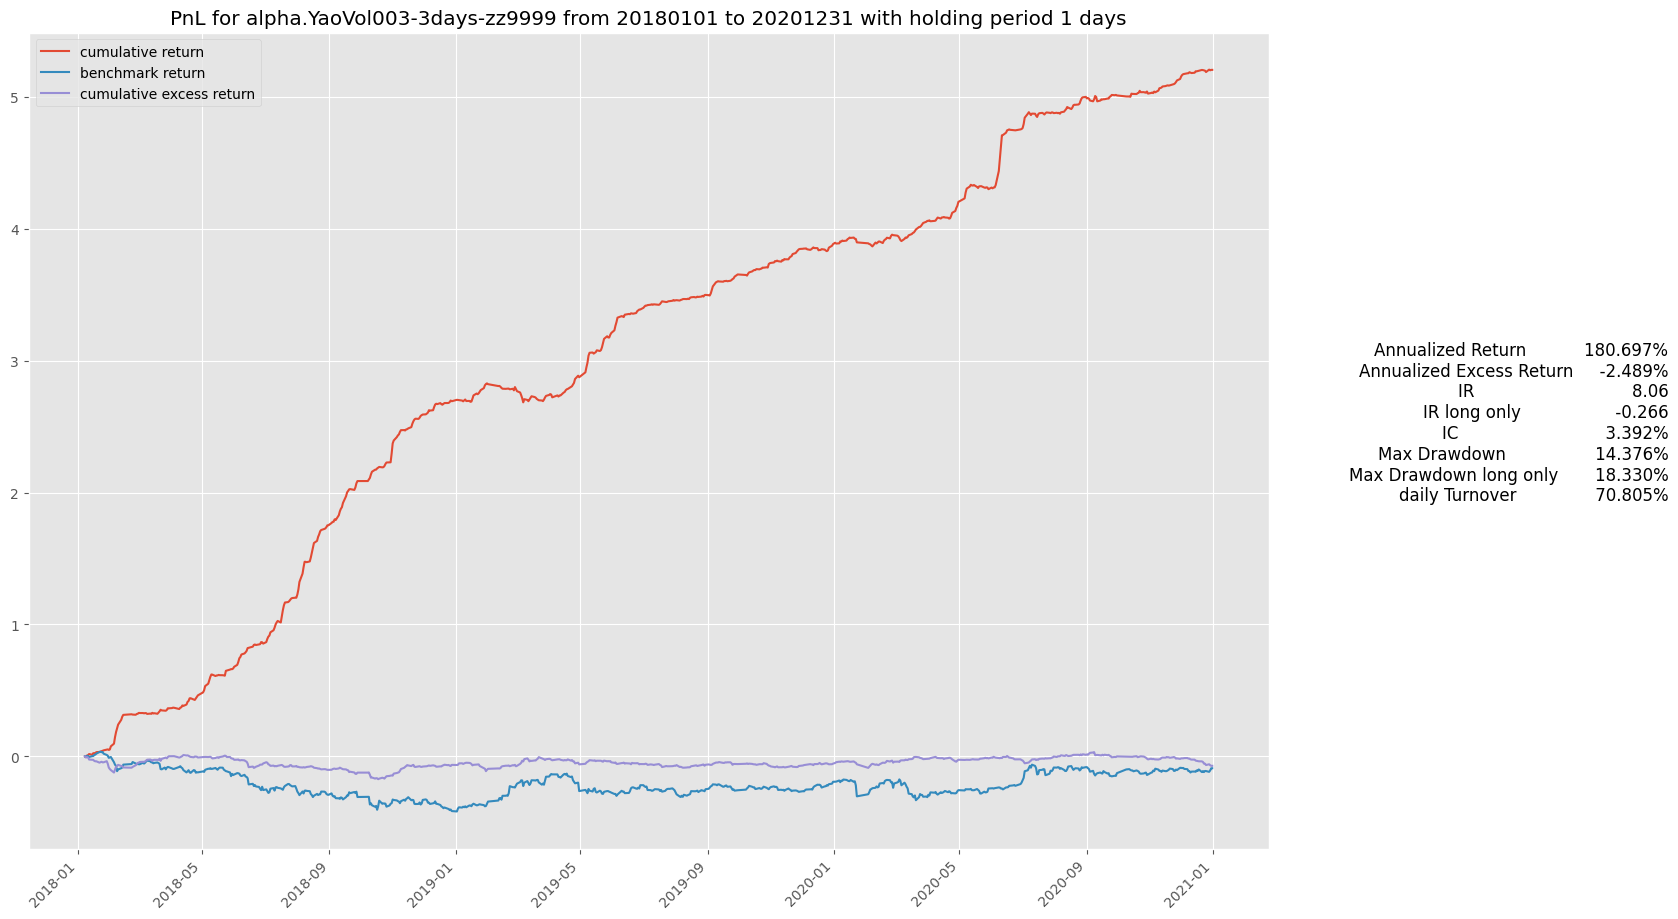 PnL for alpha.YaoVol003-3days-zz9999 from 20180101 to 20201231 with holding period 1 days
cumulative return
benchmark return
cumulative excess return
5
4
3
2
1
0
2018-01
2018-05
2018-09
2019-01
2019-05
2019-09
2020-01
2020-05
2020-09
2021-01
Annualized Return 180.697%
Annualized Excess Return -2.489%
IR 8.06
IR long only -0.266
IC 3.392%
Max Drawdown 14.376%
Max Drawdown long only 18.330%
daily Turnover 70.805%